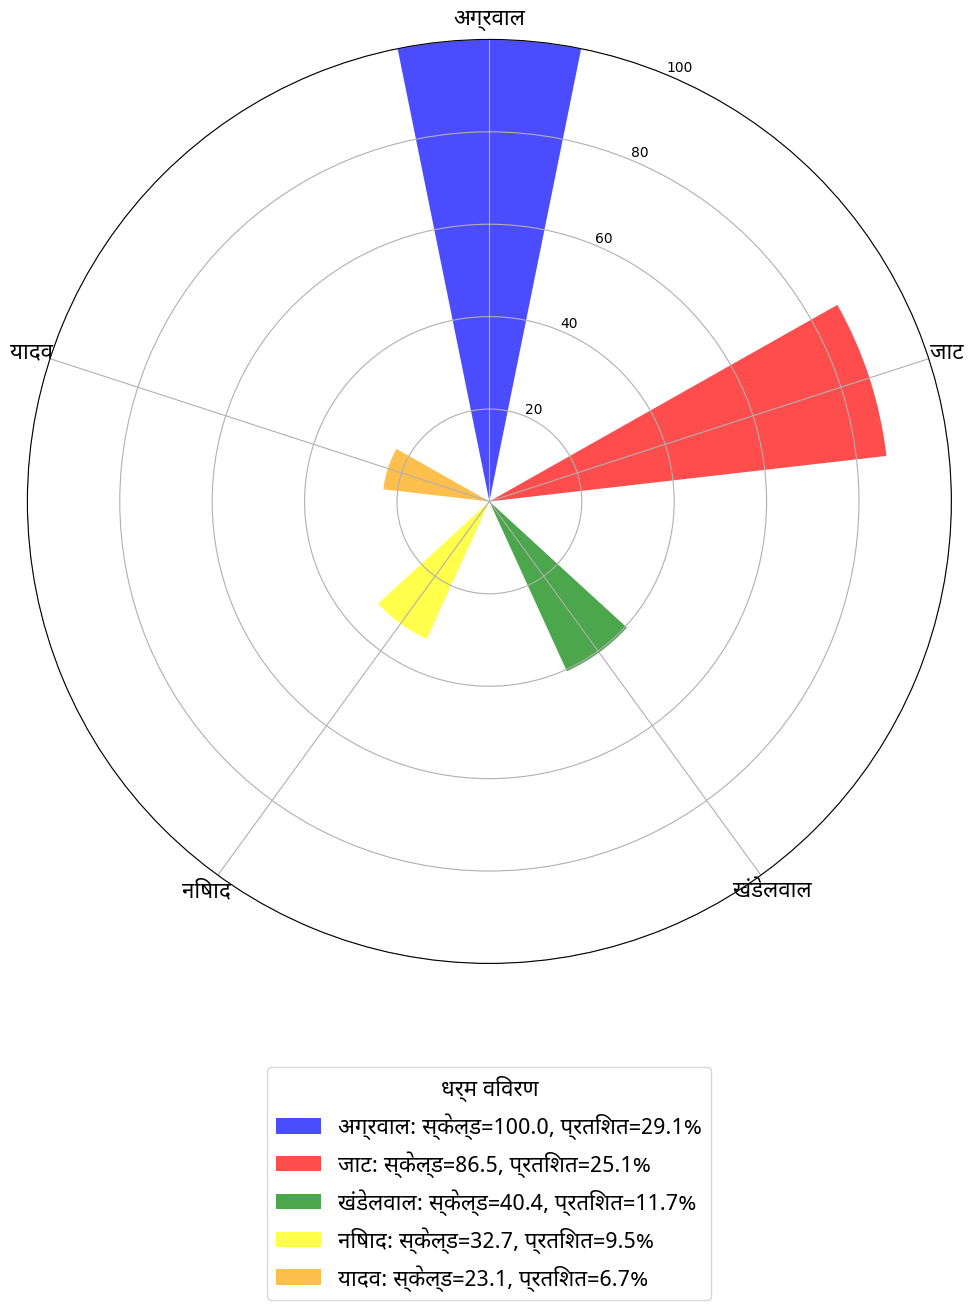 अग्रवाल
100
80
60
40
20
यादव
जाट
निषाद
खंडेलवाल
धर्म विवरण
अग्रवाल: स्केल्ड=100.0, प्रतिशत=29.1%
जाट: स्केल्ड=86.5, प्रतिशत=25.1%
खंडेलवाल: स्केल्ड=40.4, प्रतिशत=11.7%
निषाद: स्केल्ड=32.7, प्रतिशत=9.5%
यादव: स्केल्ड=23.1, प्रतिशत=6.7%